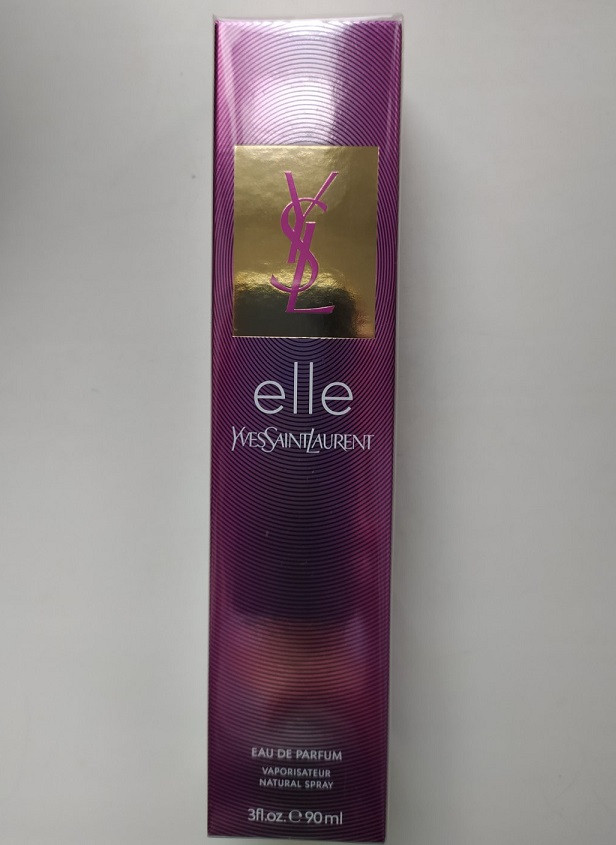 YSL
elle
YVESSAINTLAURENT
EAU DE PARFUM
VAPORISATEUR
NATURAL SPRAY
3fl.oz. ℮ 90ml